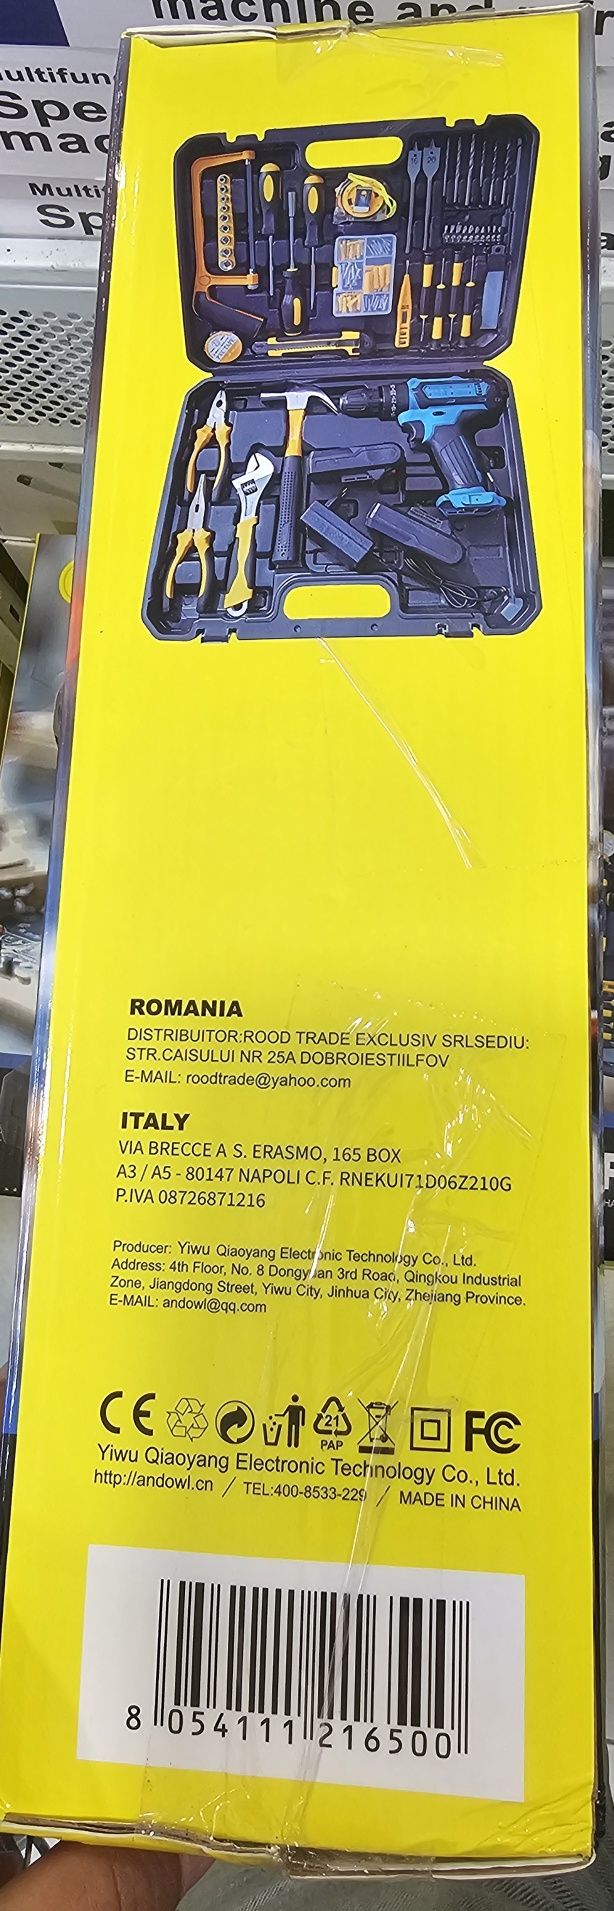 machine and
Multifun
Spe
mac
Multi
Sp
ROMANIA
DISTRIBUITOR:ROOD TRADE EXCLUSIV SRLSEDIU:
STR.CAISULUI NR 25A DOBROIESTIILFOV
E-MAIL: roodtrade@yahoo.com
ITALY
VIA BRECCE A S. ERASMO, 165 BOX
A3 / A5 - 80147 NAPOLI C.F. RNEKUI71D06Z210G
P.IVA 08726871216
Producer: Yiwu Qiaoyang Electronic Technology Co., Ltd.
Address: 4th Floor, No. 8 Dongyuan 3rd Road, Qingkou Industrial
Zone, Jiangdong Street, Yiwu City, Jinhua City, Zhejiang Province.
E-MAIL: andowl@qq.com
CE
21
PAP
FC
Yiwu Qiaoyang Electronic Technology Co., Ltd.
http://andowl.cn / TEL:400-8533-229 / MADE IN CHINA
8 054111 216500